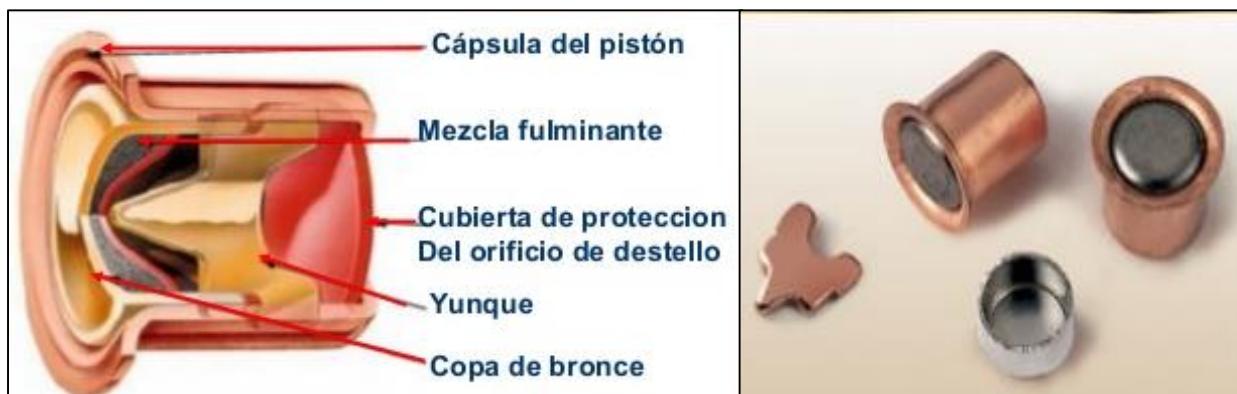 Cápsula del pistón
Mezcla fulminante
Cubierta de proteccion
Del orificio de destello
Yunque
Copa de bronce